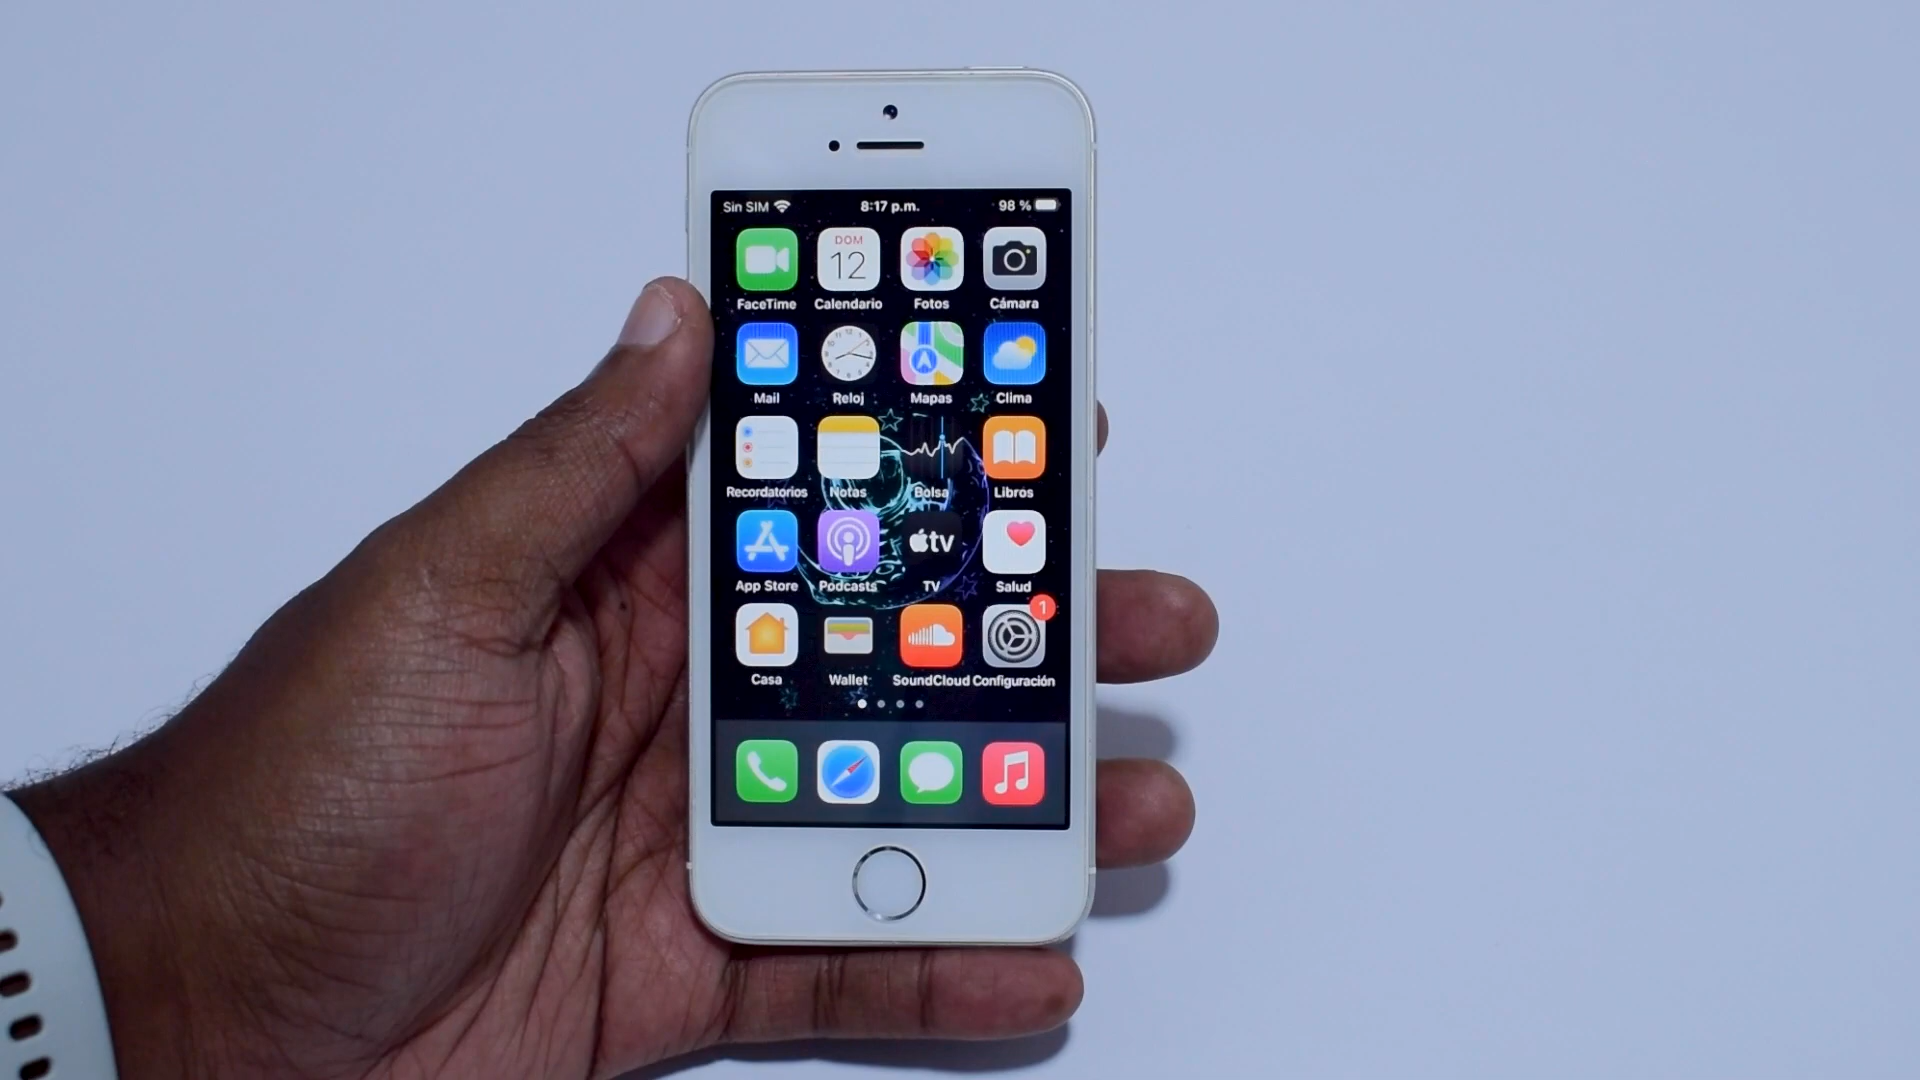 Sin SIM 8:17 p.m. 98 %
DOM
12
FaceTime Calendario Fotos Cámara
Mail Reloj Mapas Clima
Recordatorios Notas Bolsa Libros
tv
App Store Podcasts TV Salud
1
Casa Wallet SoundCloud Configuración